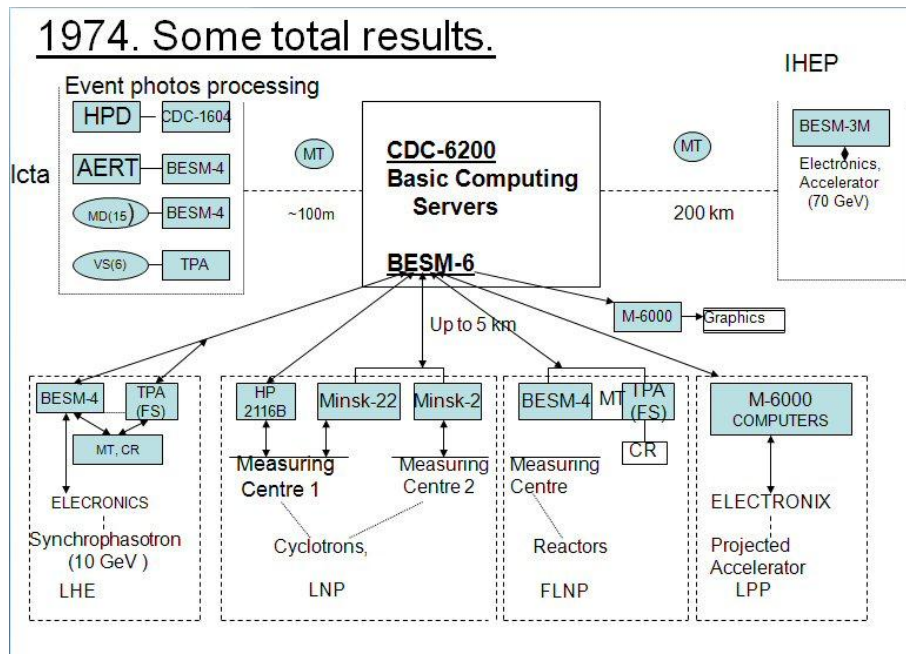 1974. Some total results.
Event photos processing
IHEP
HPD
CDC-1604
AERT
BESM-4
Icta
MD(15)
BESM-4
VS(6)
TPA
MT
~100m
CDC-6200
Basic Computing
Servers
BESM-6
MT
200 km
BESM-3M
Electronics,
Accelerator
(70 GeV)
Up to 5 km
M-6000
Graphics
BESM-4
TPA
(FS)
MT, CR
ELECRONICS
Synchrophasotron
(10 GeV )
LHE
HP
2116B
Minsk-22
Minsk-2
Measuring
Centre 1
Measuring
Centre 2
Cyclotrons,
LNP
BESM-4
MT
TPA
(FS)
CR
Measuring
Centre
Reactors
FLNP
M-6000
COMPUTERS
ELECTRONIX
Projected
Accelerator
LPP